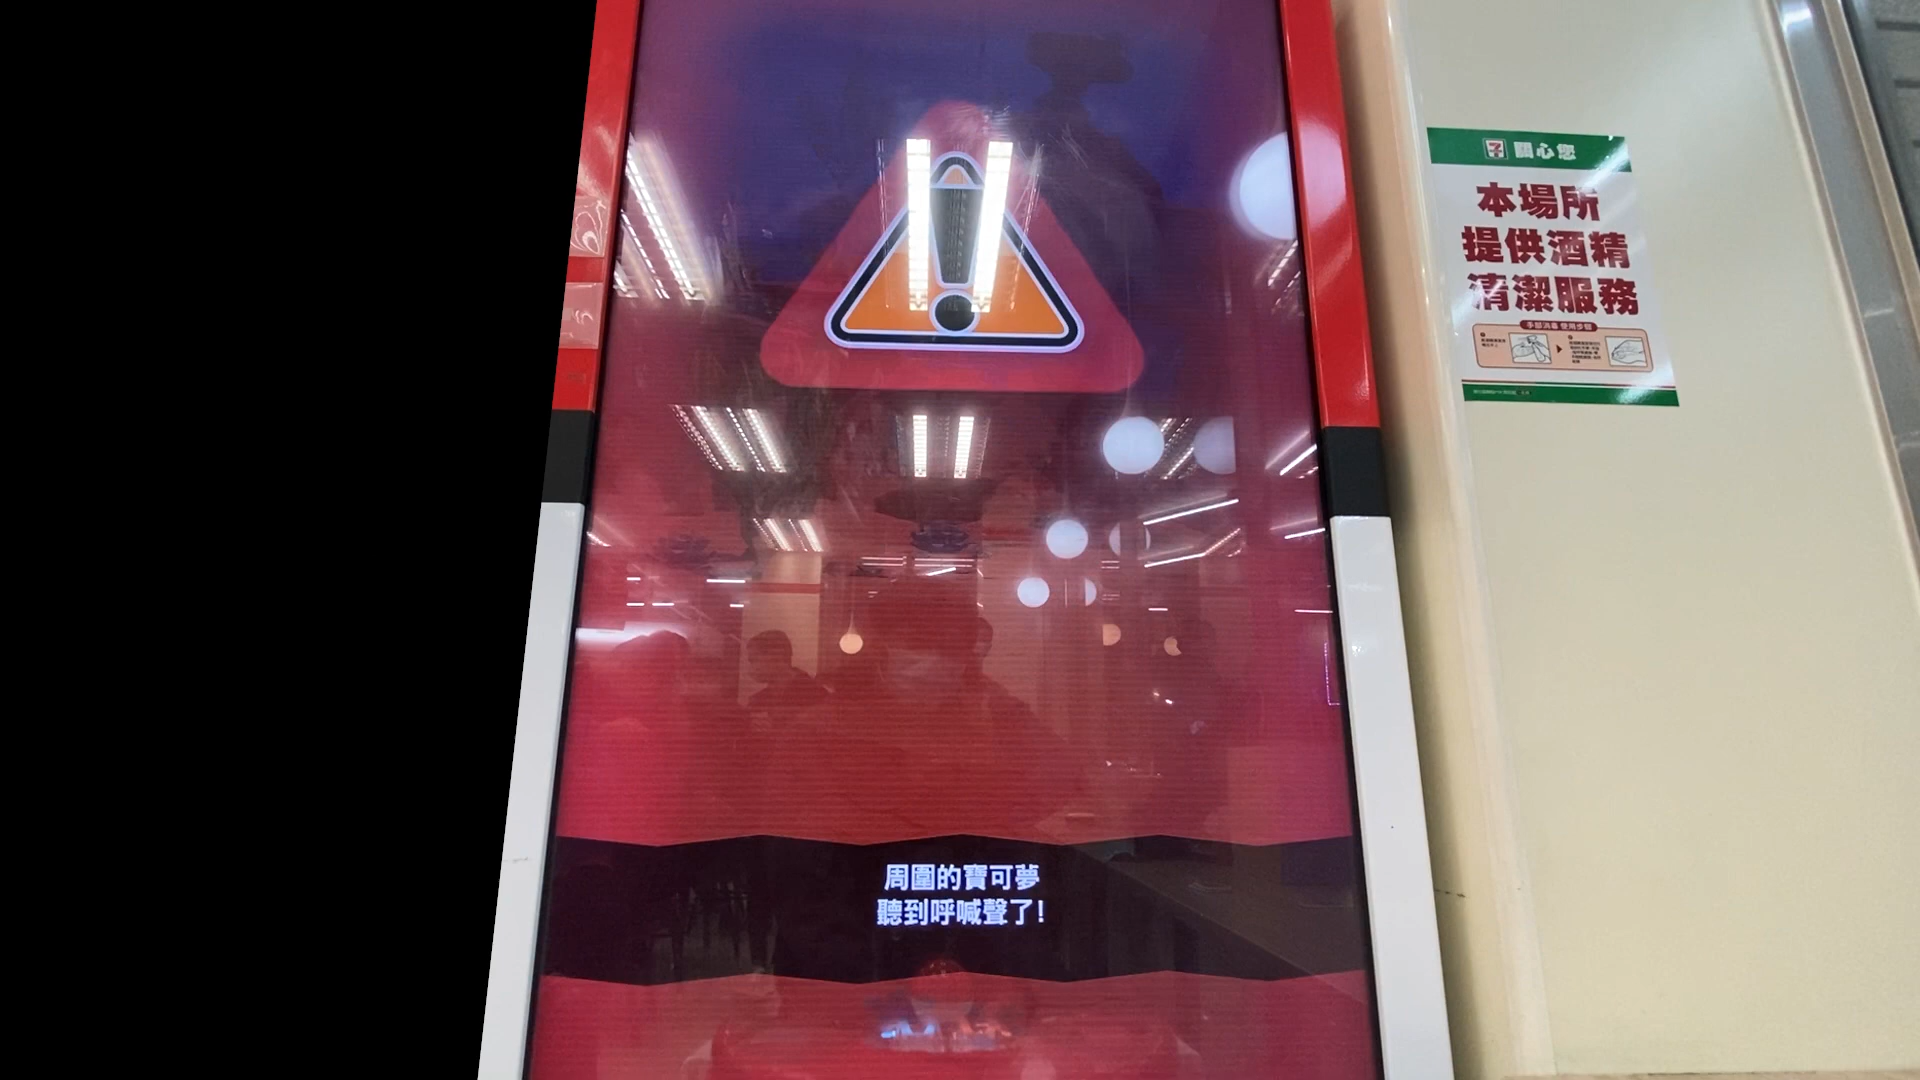 周圍的寶可夢
聽到呼喊聲了!
7 關心您
本場所
提供酒精
清潔服務
手部消毒 使用步驟